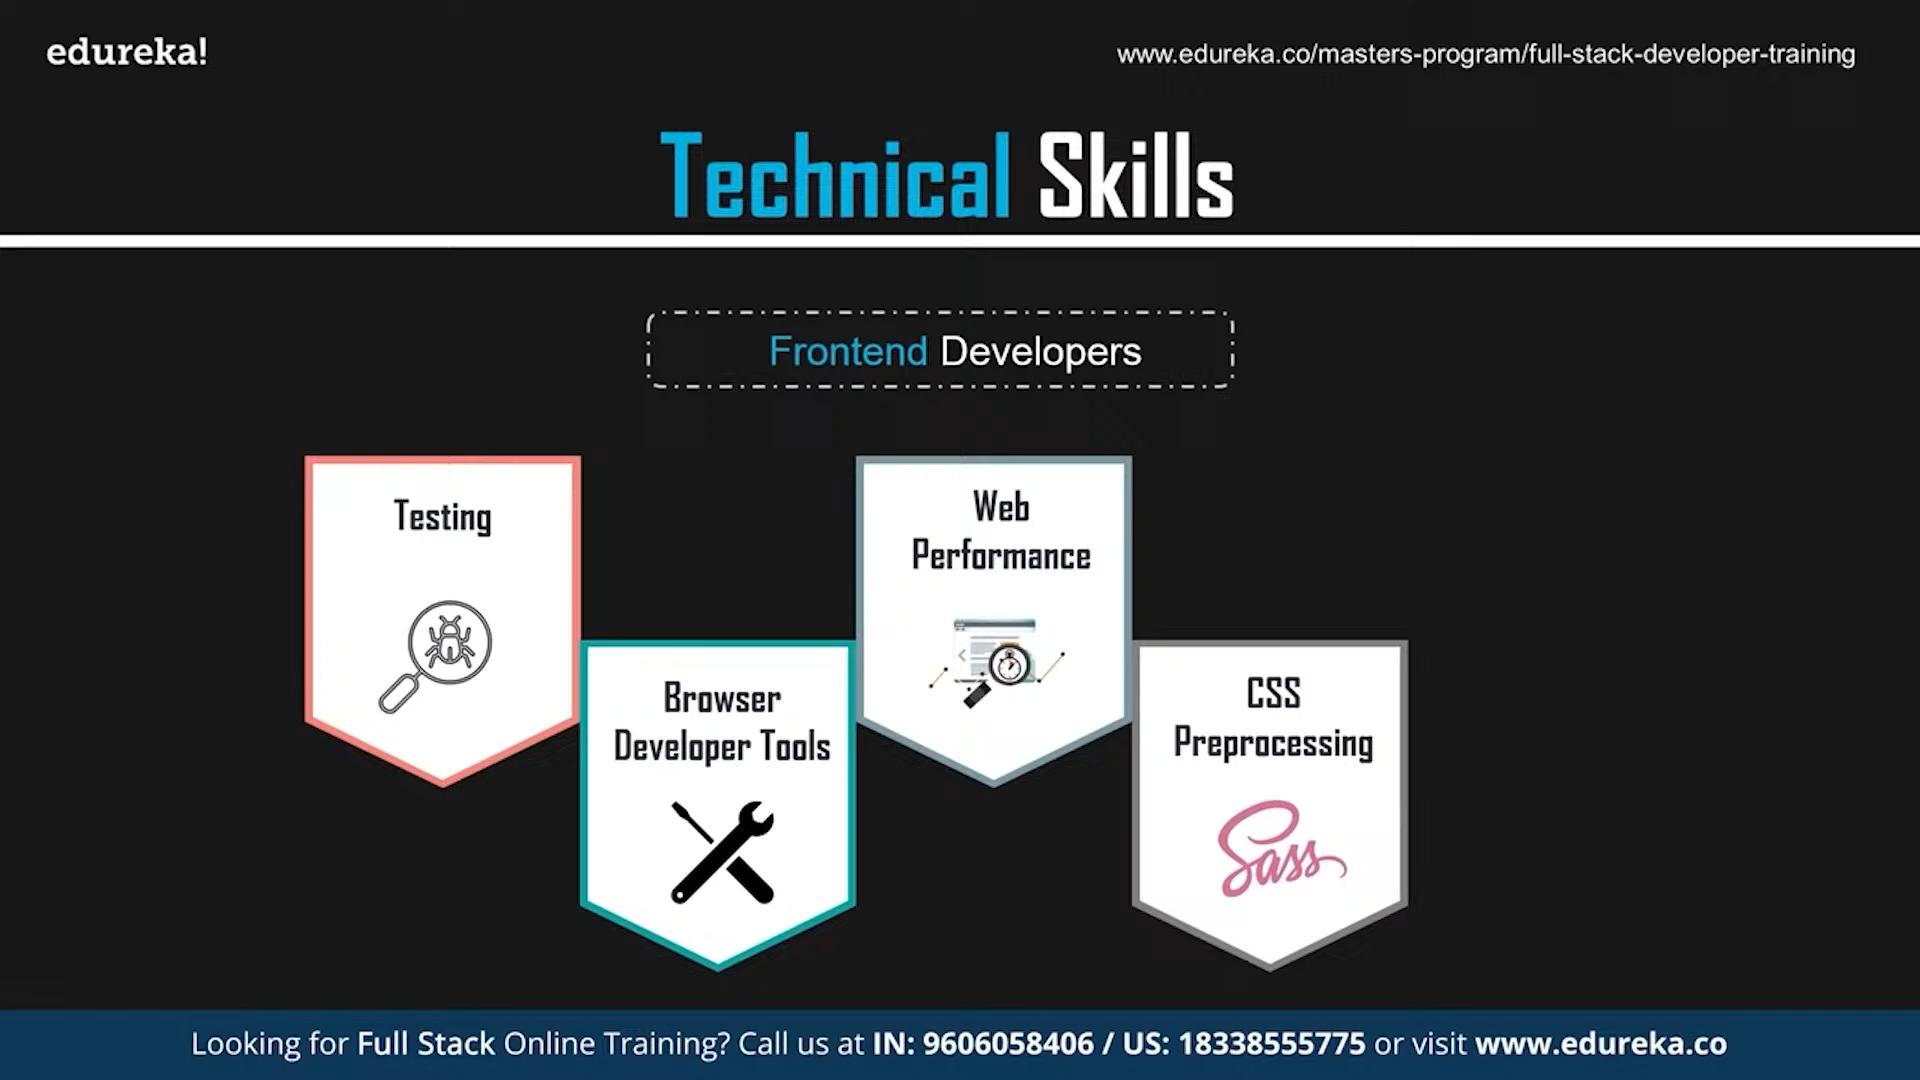 edureka!
www.edureka.co/masters-program/full-stack-developer-training
Technical Skills
Frontend Developers
Testing
Browser
Developer Tools
Web
Performance
CSS
Preprocessing
Sass
Looking for Full Stack Online Training? Call us at IN: 9606058406 / US: 18338555775 or visit www.edureka.co